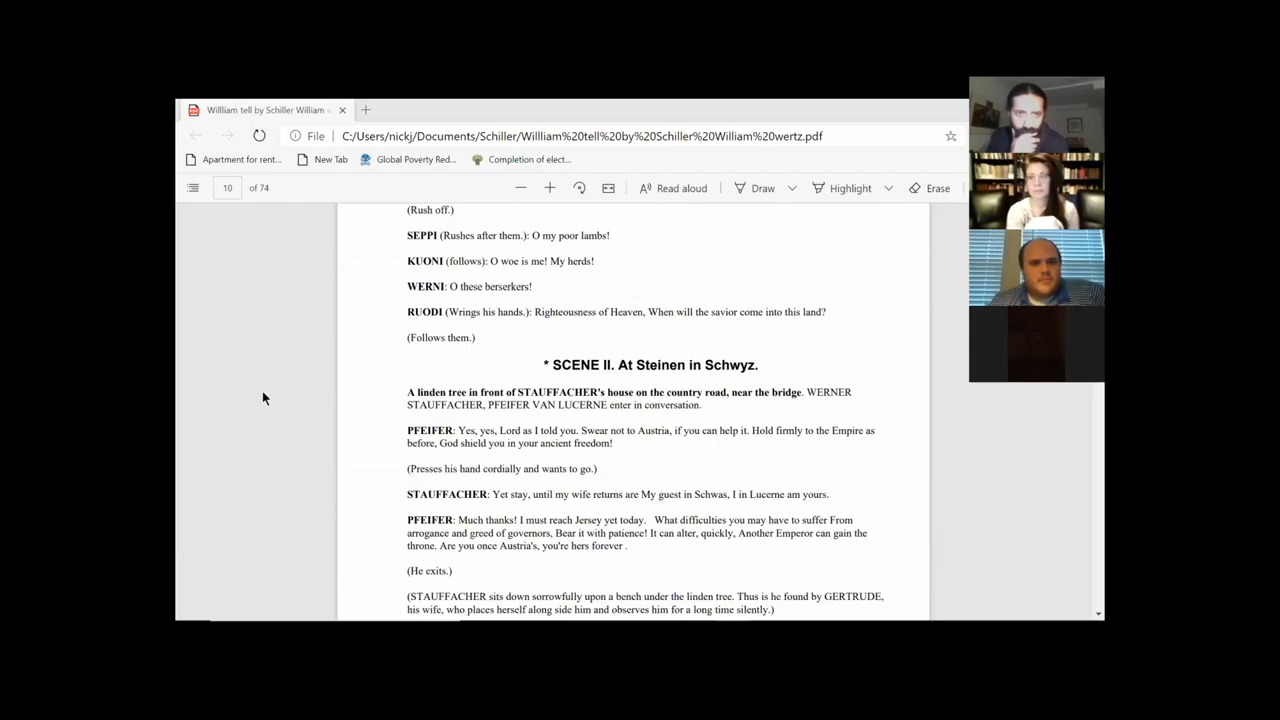 Willliam tell by Schiller William w
File
C:/Users/nickj/Documents/Schiller/Willliam%20tell%20by%20Schiller%20William%20wertz.pdf
Apartment for rent...
New Tab
Global Poverty Red...
Completion of elect...
10 of 74
Read aloud
Draw
Highlight
Erase
(Rush off.)
SEPPI (Rushes after them.): O my poor lambs!
KUONI (follows): O woe is me! My herds!
WERNI: O these berserkers!
RUODI (Wrings his hands.): Righteousness of Heaven, When will the savior come into this land?
(Follows them.)
* SCENE II. At Steinen in Schwyz.
A linden tree in front of STAUFFACHER's house on the country road, near the bridge. WERNER
STAUFFACHER, PFEIFER VAN LUCERNE enter in conversation.
PFEIFER: Yes, yes, Lord as I told you. Swear not to Austria, if you can help it. Hold firmly to the Empire as
before, God shield you in your ancient freedom!
(Presses his hand cordially and wants to go.)
STAUFFACHER: Yet stay, until my wife returns are My guest in Schwas, I in Lucerne am yours.
PFEIFER: Much thanks! I must reach Jersey yet today. What difficulties you may have to suffer From
arrogance and greed of governors, Bear it with patience! It can alter, quickly, Another Emperor can gain the
throne. Are you once Austria's, you're hers forever .
(He exits.)
(STAUFFACHER sits down sorrowfully upon a bench under the linden tree. Thus is he found by GERTRUDE,
his wife, who places herself along side him and observes him for a long time silently.)